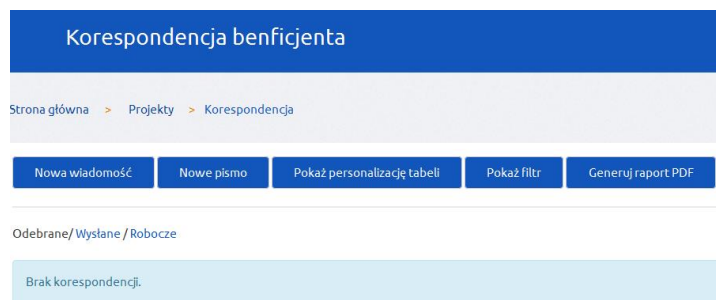 Korespondencja benficjenta
Strona główna > Projekty > Korespondencja
Nowa wiadomość Nowe pismo Pokaż personalizację tabeli Pokaż filtr Generuj raport PDF
Odebrane/ Wysłane / Robocze
Brak korespondencji.